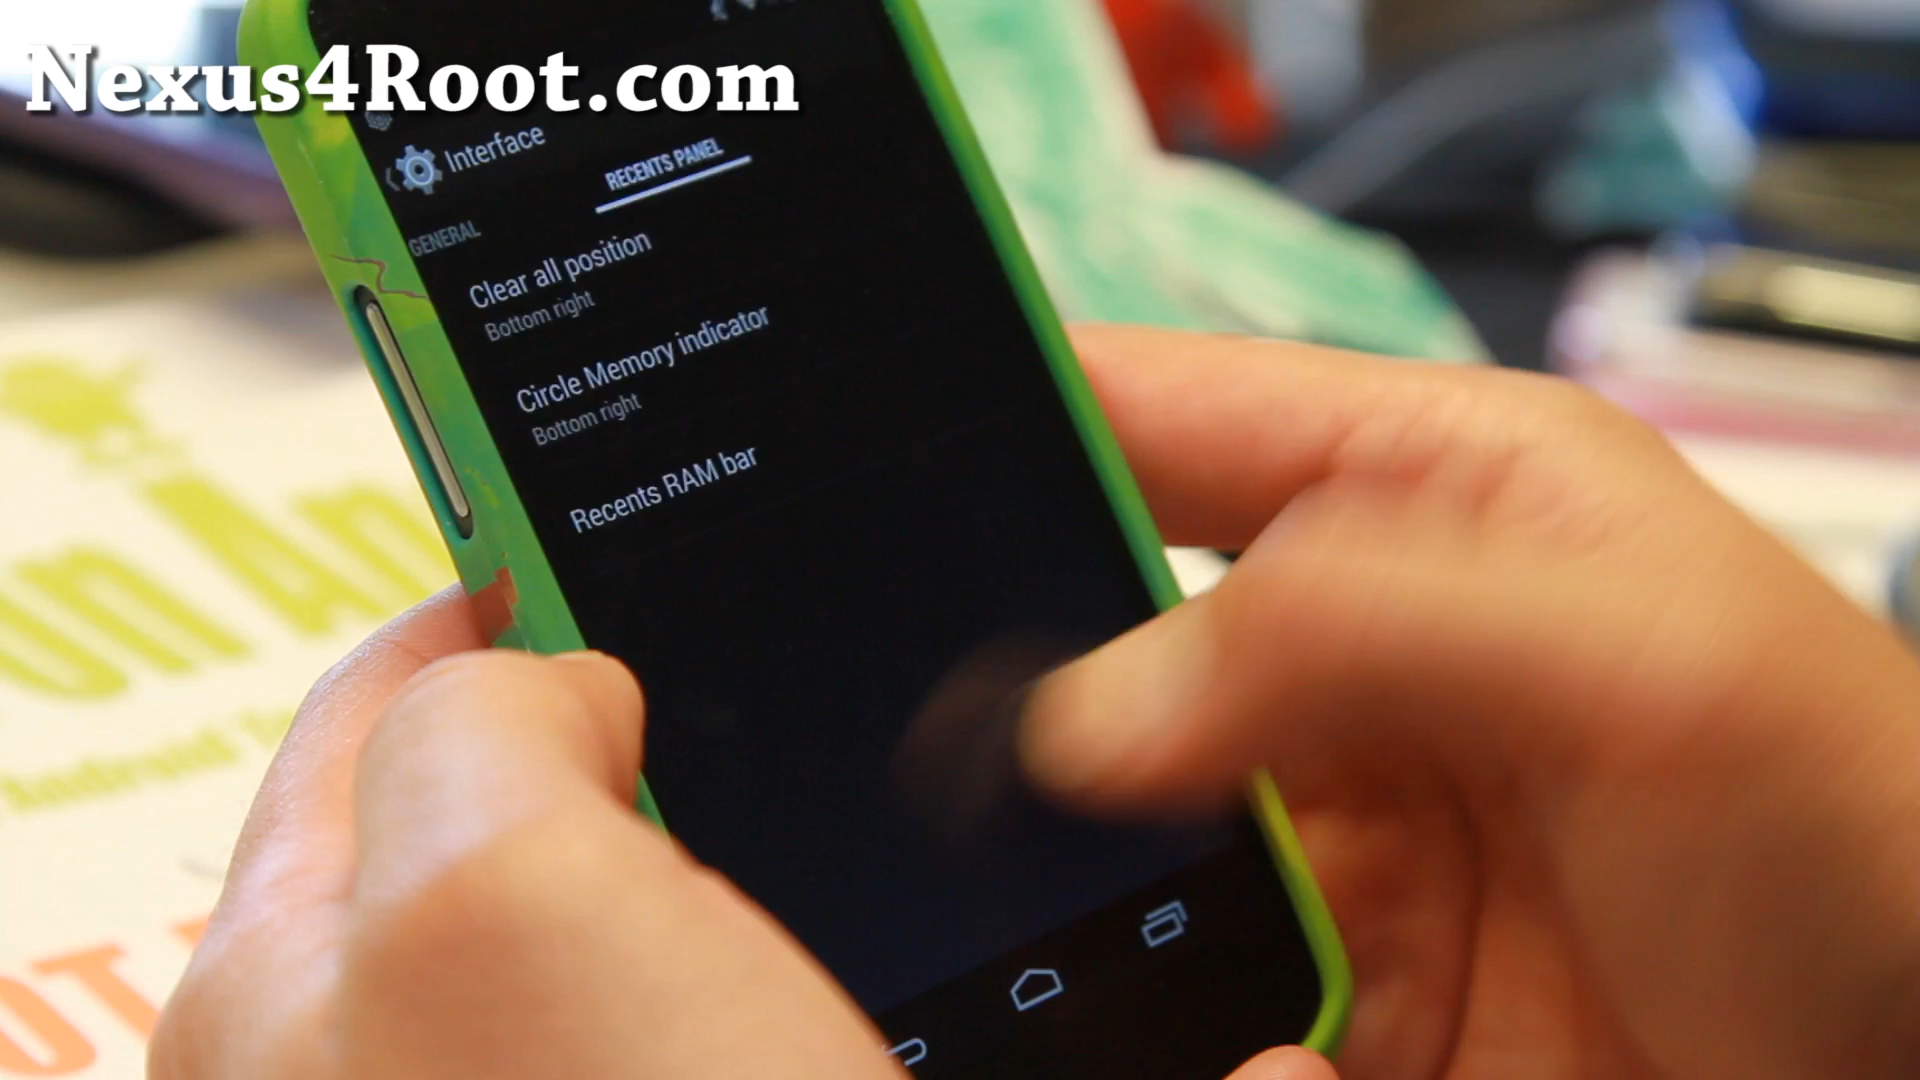 Nexus4Root.com
Interface
GENERAL
RECENTS PANEL
Clear all position
Bottom right
Circle Memory indicator
Bottom right
Recents RAM bar